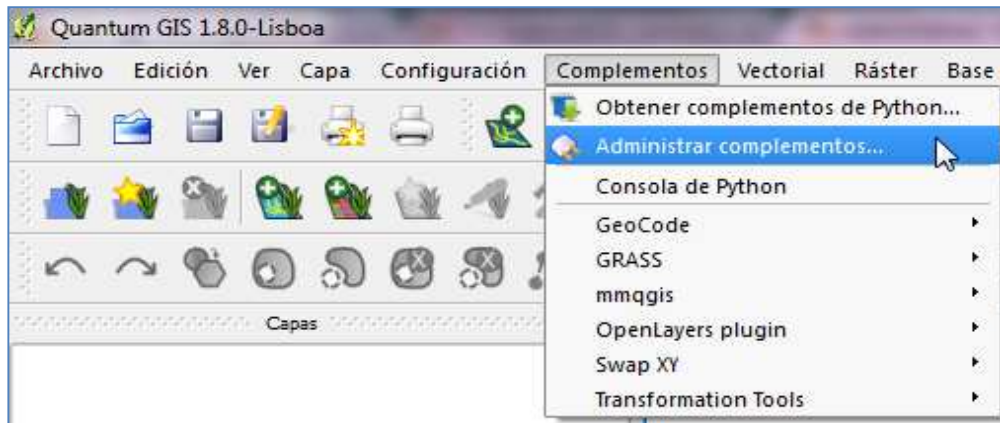 Quantum GIS 1.8.0-Lisboa
Archivo Edición Ver Capa Configuración Complementos Vectorial Ráster Base
Obtener complementos de Python...
Administrar complementos...
Consola de Python
GeoCode
GRASS
mmqgis
OpenLayers plugin
Swap XY
Transformation Tools
Capas